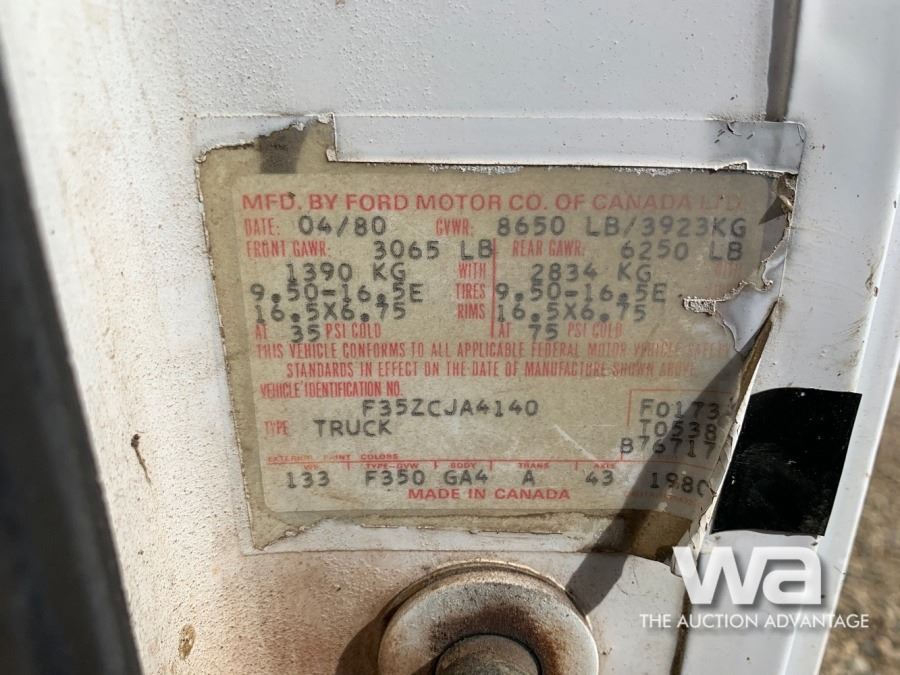 MFD. BY FORD MOTOR CO. OF CANADA LTD.
DATE: 04/80 GVWR: 8650 LB/3923KG
FRONT GAWR: 3065 LB REAR GAWR: 6250 LB
1390 KG WITH 2834 KG
9.50-16.5E TIRES 9.50-16.5E
16.5X6.75 RIMS 16.5X6.75
AT 35 PSI COLD AT 75 PSI COLD
THIS VEHICLE CONFORMS TO ALL APPLICABLE FEDERAL MOTOR VEHICLE SAFETY
STANDARDS IN EFFECT ON THE DATE OF MANUFACTURE SHOWN ABOVE
VEHICLE IDENTIFICATION NO.
F35ZCJA4140 F0173
TYPE TRUCK T0538
B76717
EXTERIOR PAINT COLORS
WB TYPE-GVW BODY TRANS AXLE
133 F350 GA4 A 43 1980
MADE IN CANADA
wa
THE AUCTION ADVANTAGE